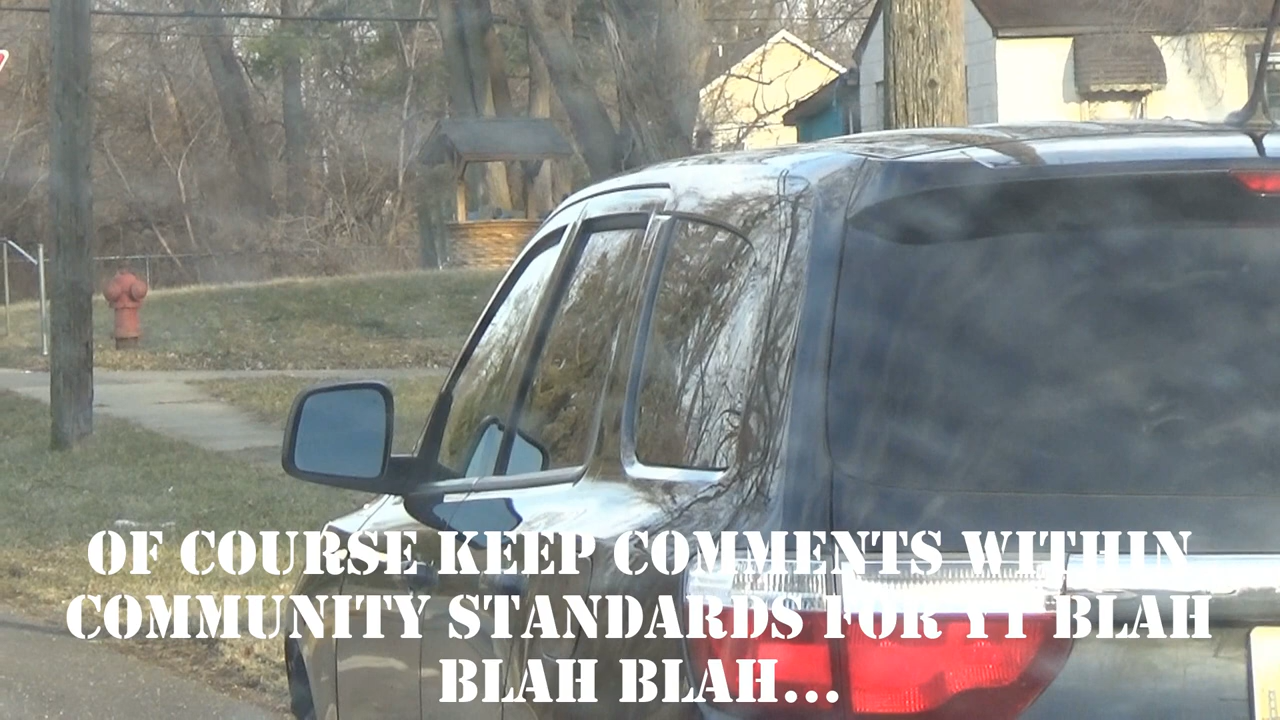 OF COURSE KEEP COMMENTS WITHIN
COMMUNITY STANDARDS FOR YT BLAH
BLAH BLAH...